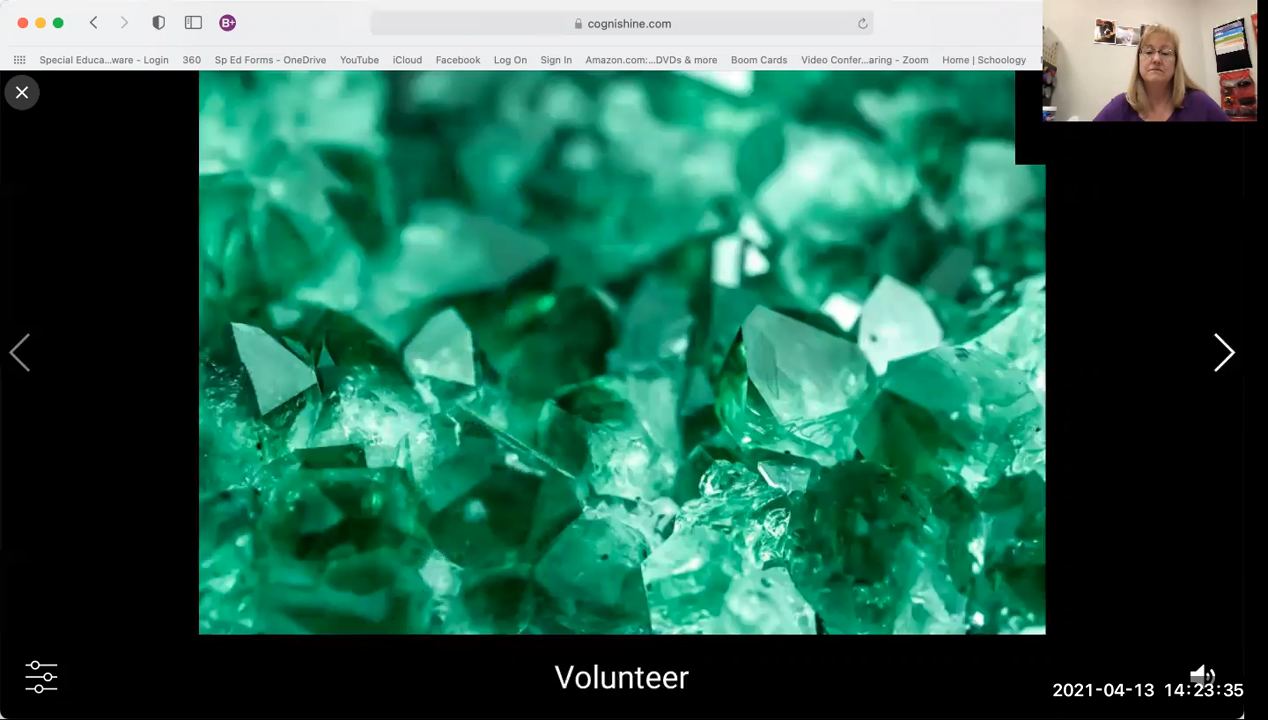 B+
cognishine.com
Special Educa...ware - Login 360 Sp Ed Forms - OneDrive YouTube iCloud Facebook Log On Sign In Amazon.com:...DVDs & more Boom Cards Video Confer...aring - Zoom Home | Schoology
Volunteer
2021-04-13 14:23:35